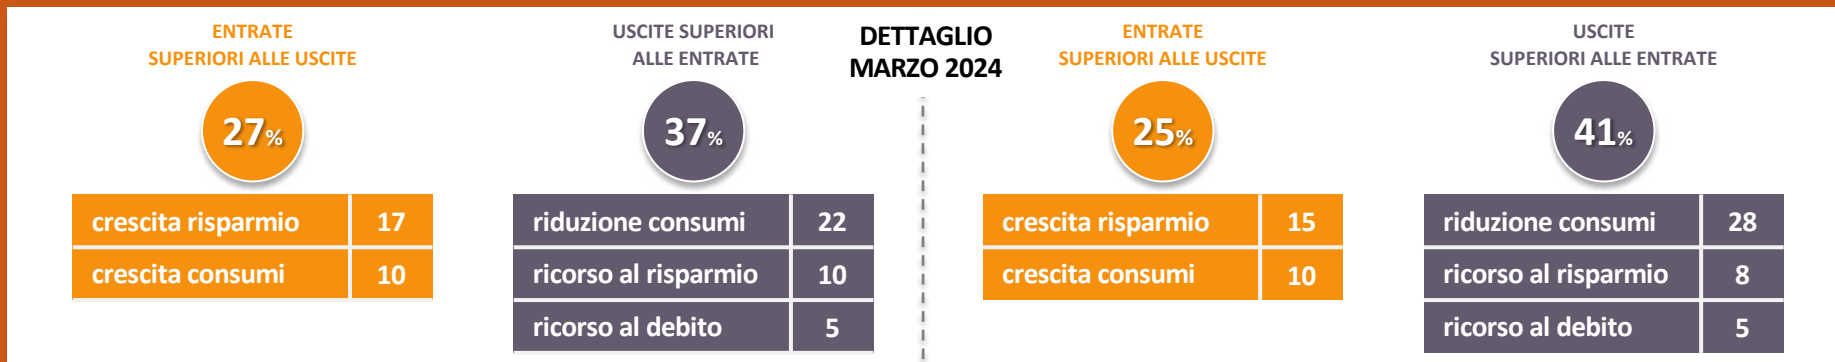 ENTRATE
SUPERIORI ALLE USCITE
27%
crescita risparmio 17
crescita consumi 10
USCITE SUPERIORI
ALLE ENTRATE
37%
riduzione consumi 22
ricorso al risparmio 10
ricorso al debito 5
DETTAGLIO
MARZO 2024
ENTRATE
SUPERIORI ALLE USCITE
25%
crescita risparmio 15
crescita consumi 10
USCITE
SUPERIORI ALLE ENTRATE
41%
riduzione consumi 28
ricorso al risparmio 8
ricorso al debito 5